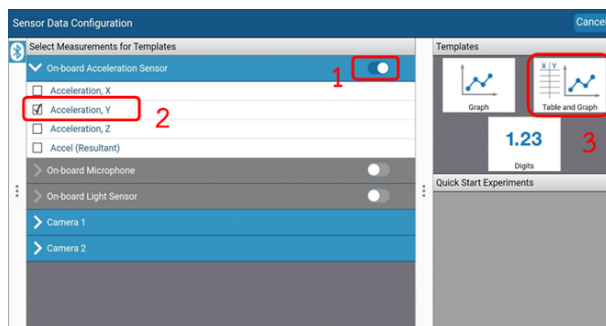 Sensor Data Configuration
Cancel
Select Measurements for Templates
On-board Acceleration Sensor
1
Acceleration, X
Acceleration, Y
2
Acceleration, Z
Accel (Resultant)
On-board Microphone
On-board Light Sensor
Camera 1
Camera 2
Templates
X Y
Graph
Table and Graph
1.23
3
Digits
Quick Start Experiments